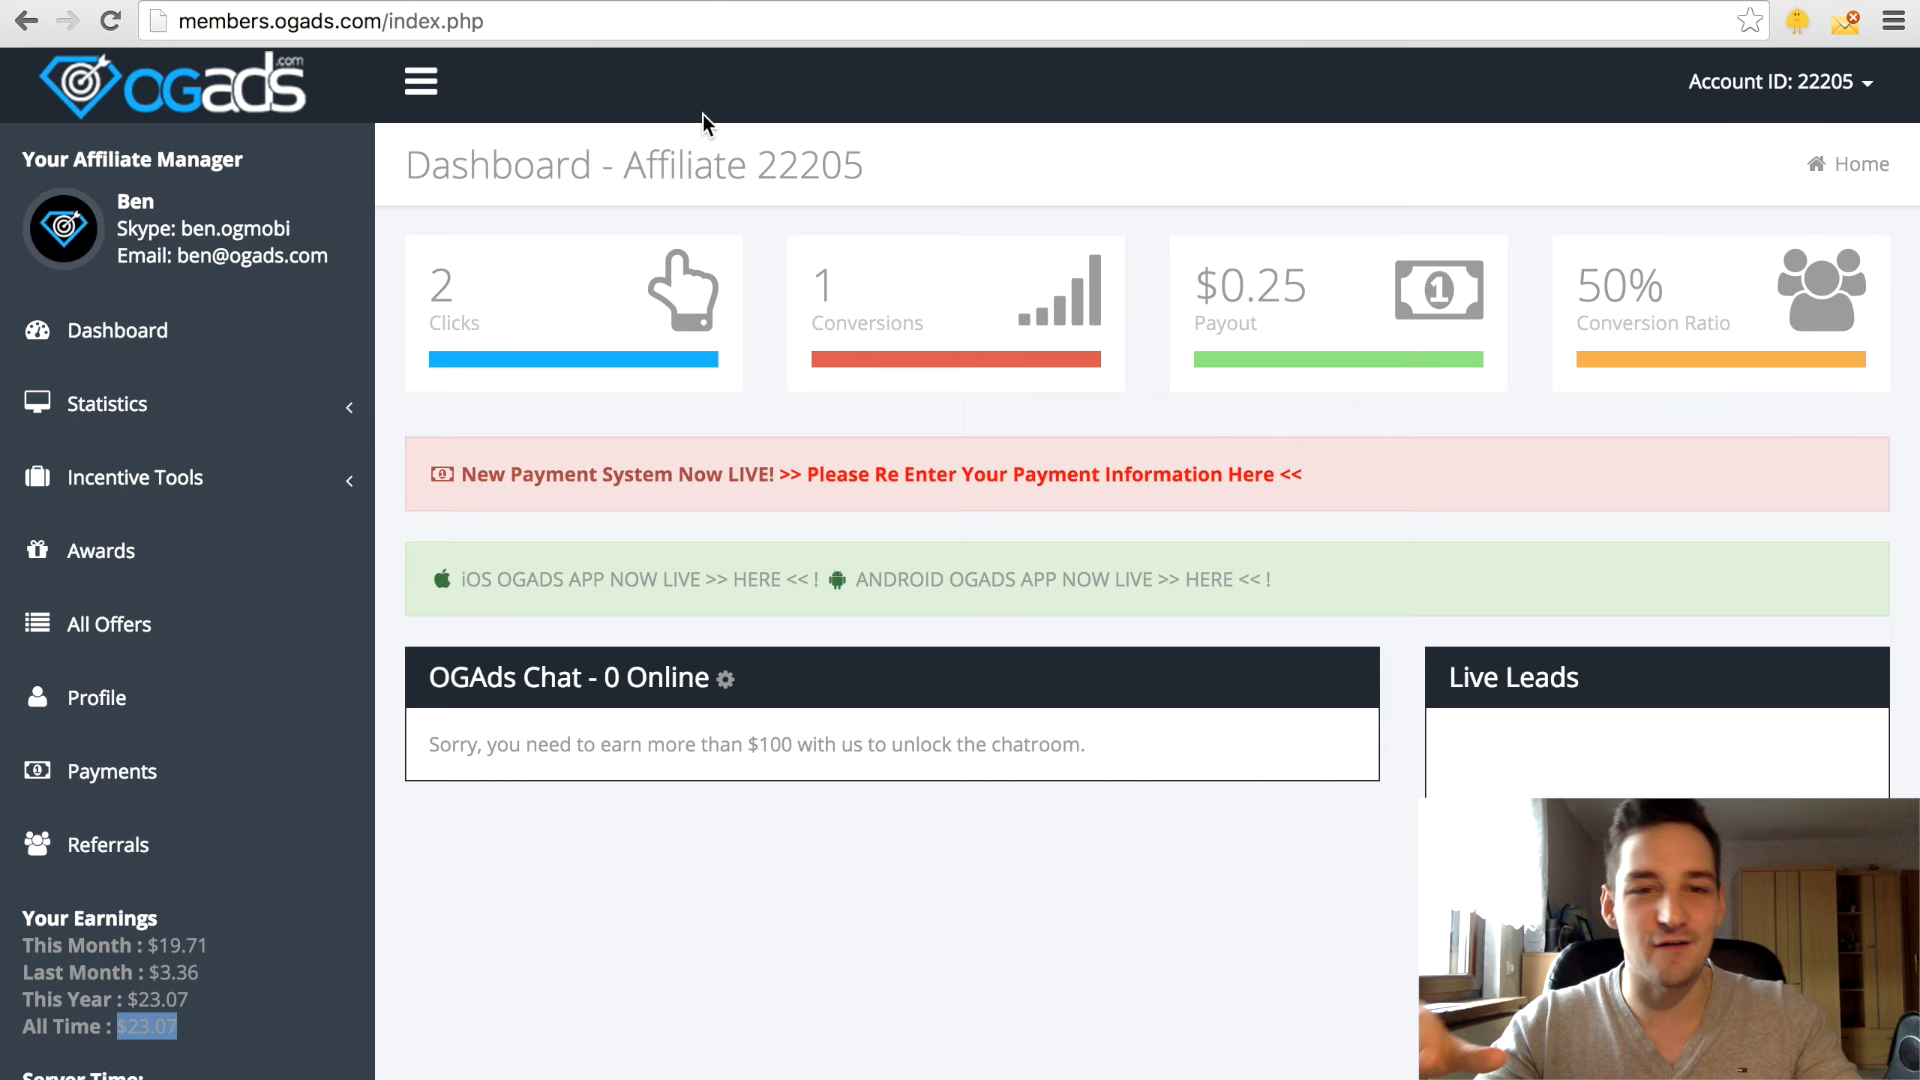 members.ogads.com/index.php
OGads.com
Account ID: 22205
Your Affiliate Manager
Ben
Skype: ben.ogmobi
Email: ben@ogads.com
Dashboard
Statistics
Incentive Tools
Awards
All Offers
Profile
Payments
Referrals
Your Earnings
This Month : $19.71
Last Month : $3.36
This Year : $23.07
All Time : $23.07
Server Time:
Dashboard - Affiliate 22205
Home
2
Clicks
1
Conversions
$0.25
Payout
50%
Conversion Ratio
New Payment System Now LIVE! >> Please Re Enter Your Payment Information Here <<
iOS OGADS APP NOW LIVE >> HERE << ! ANDROID OGADS APP NOW LIVE >> HERE << !
OGAds Chat - 0 Online
Sorry, you need to earn more than $100 with us to unlock the chatroom.
Live Leads